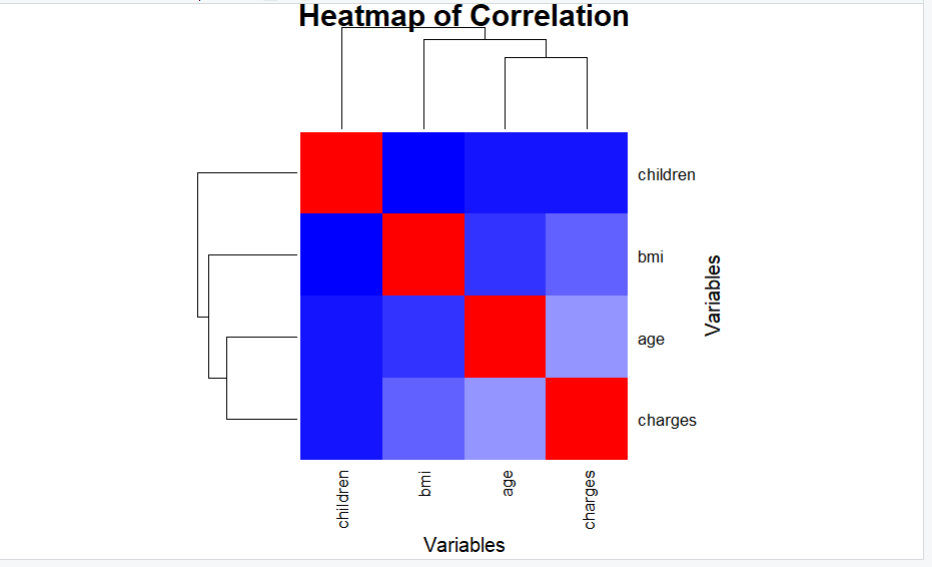 Heatmap of Correlation
children
bmi
age
charges
Variables
children
bmi
age
charges
Variables